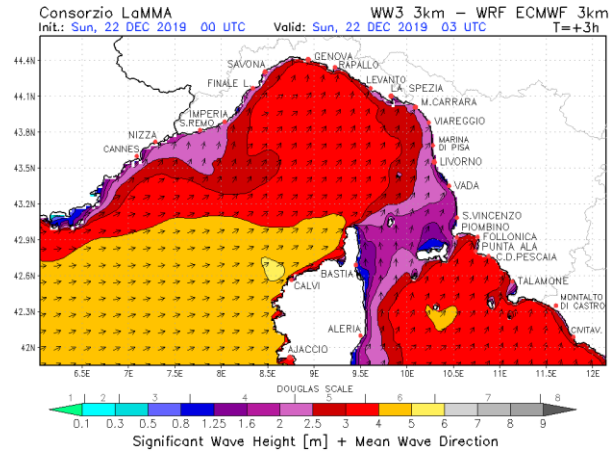 Consorzio LaMMA WW3 3km – WRF ECMWF 3km
Init.: Sun, 22 DEC 2019 00 UTC Valid: Sun, 22 DEC 2019 03 UTC T=+3h
44.4N
44.1N
43.8N
43.5N
43.2N
42.9N
42.6N
42.3N
42N
GENOVA
SAVONA
RAPALLO
FINALE L.
LEVANTO
LA SPEZIA
M.CARRARA
IMPERIA
S.REMO
VIAREGGIO
NIZZA
MARINA
DI PISA
CANNES
LIVORNO
VADA
S.VINCENZO
PIOMBINO
FOLLONICA
PUNTA ALA
C.D.PESCAIA
BASTIA
CALVI
TALAMONE
MONTALTO
DI CASTRO
ALERIA
CIVITAV.
AJACCIO
6.5E 7E 7.5E 8E 8.5E 9E 9.5E 10E 10.5E 11E 11.5E 12E
DOUGLAS SCALE
1 2 3 4 5 6 7 8
0.1 0.3 0.5 0.8 1.25 1.6 2 2.5 3 4 5 6 7 8 9
Significant Wave Height [m] + Mean Wave Direction